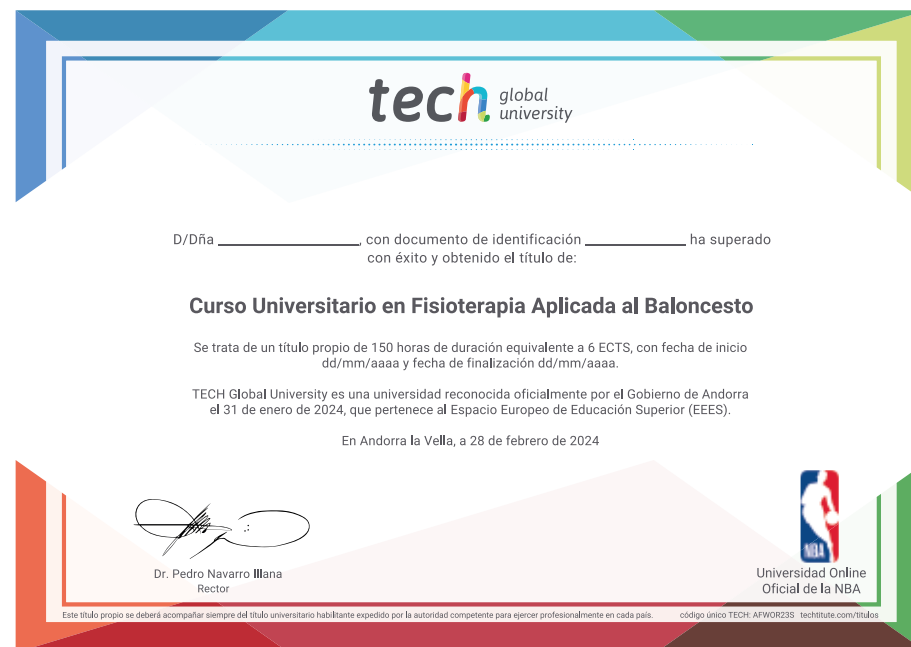 tech global university
D/Dña ________________, con documento de identificación ____________ ha superado
con éxito y obtenido el título de:
Curso Universitario en Fisioterapia Aplicada al Baloncesto
Se trata de un título propio de 150 horas de duración equivalente a 6 ECTS, con fecha de inicio
dd/mm/aaaa y fecha de finalización dd/mm/aaaa.
TECH Global University es una universidad reconocida oficialmente por el Gobierno de Andorra
el 31 de enero de 2024, que pertenece al Espacio Europeo de Educación Superior (EEES).
En Andorra la Vella, a 28 de febrero de 2024
Dr. Pedro Navarro Illana
Rector
NBA
Universidad Online
Oficial de la NBA
Este título propio se deberá acompañar siempre del título universitario habilitante expedido por la autoridad competente para ejercer profesionalmente en cada país. código único TECH: AFWOR23S techtitute.com/titulos